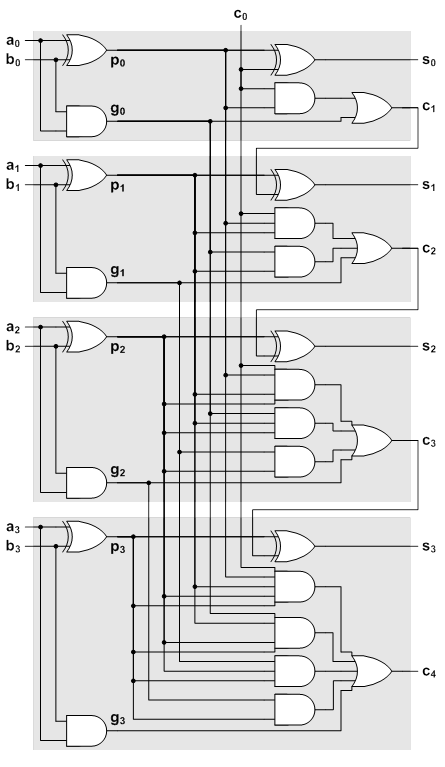 c₀
a₀
b₀
p₀
s₀
g₀
c₁
a₁
b₁
p₁
s₁
g₁
c₂
a₂
b₂
p₂
s₂
g₂
c₃
a₃
b₃
p₃
s₃
g₃
c₄